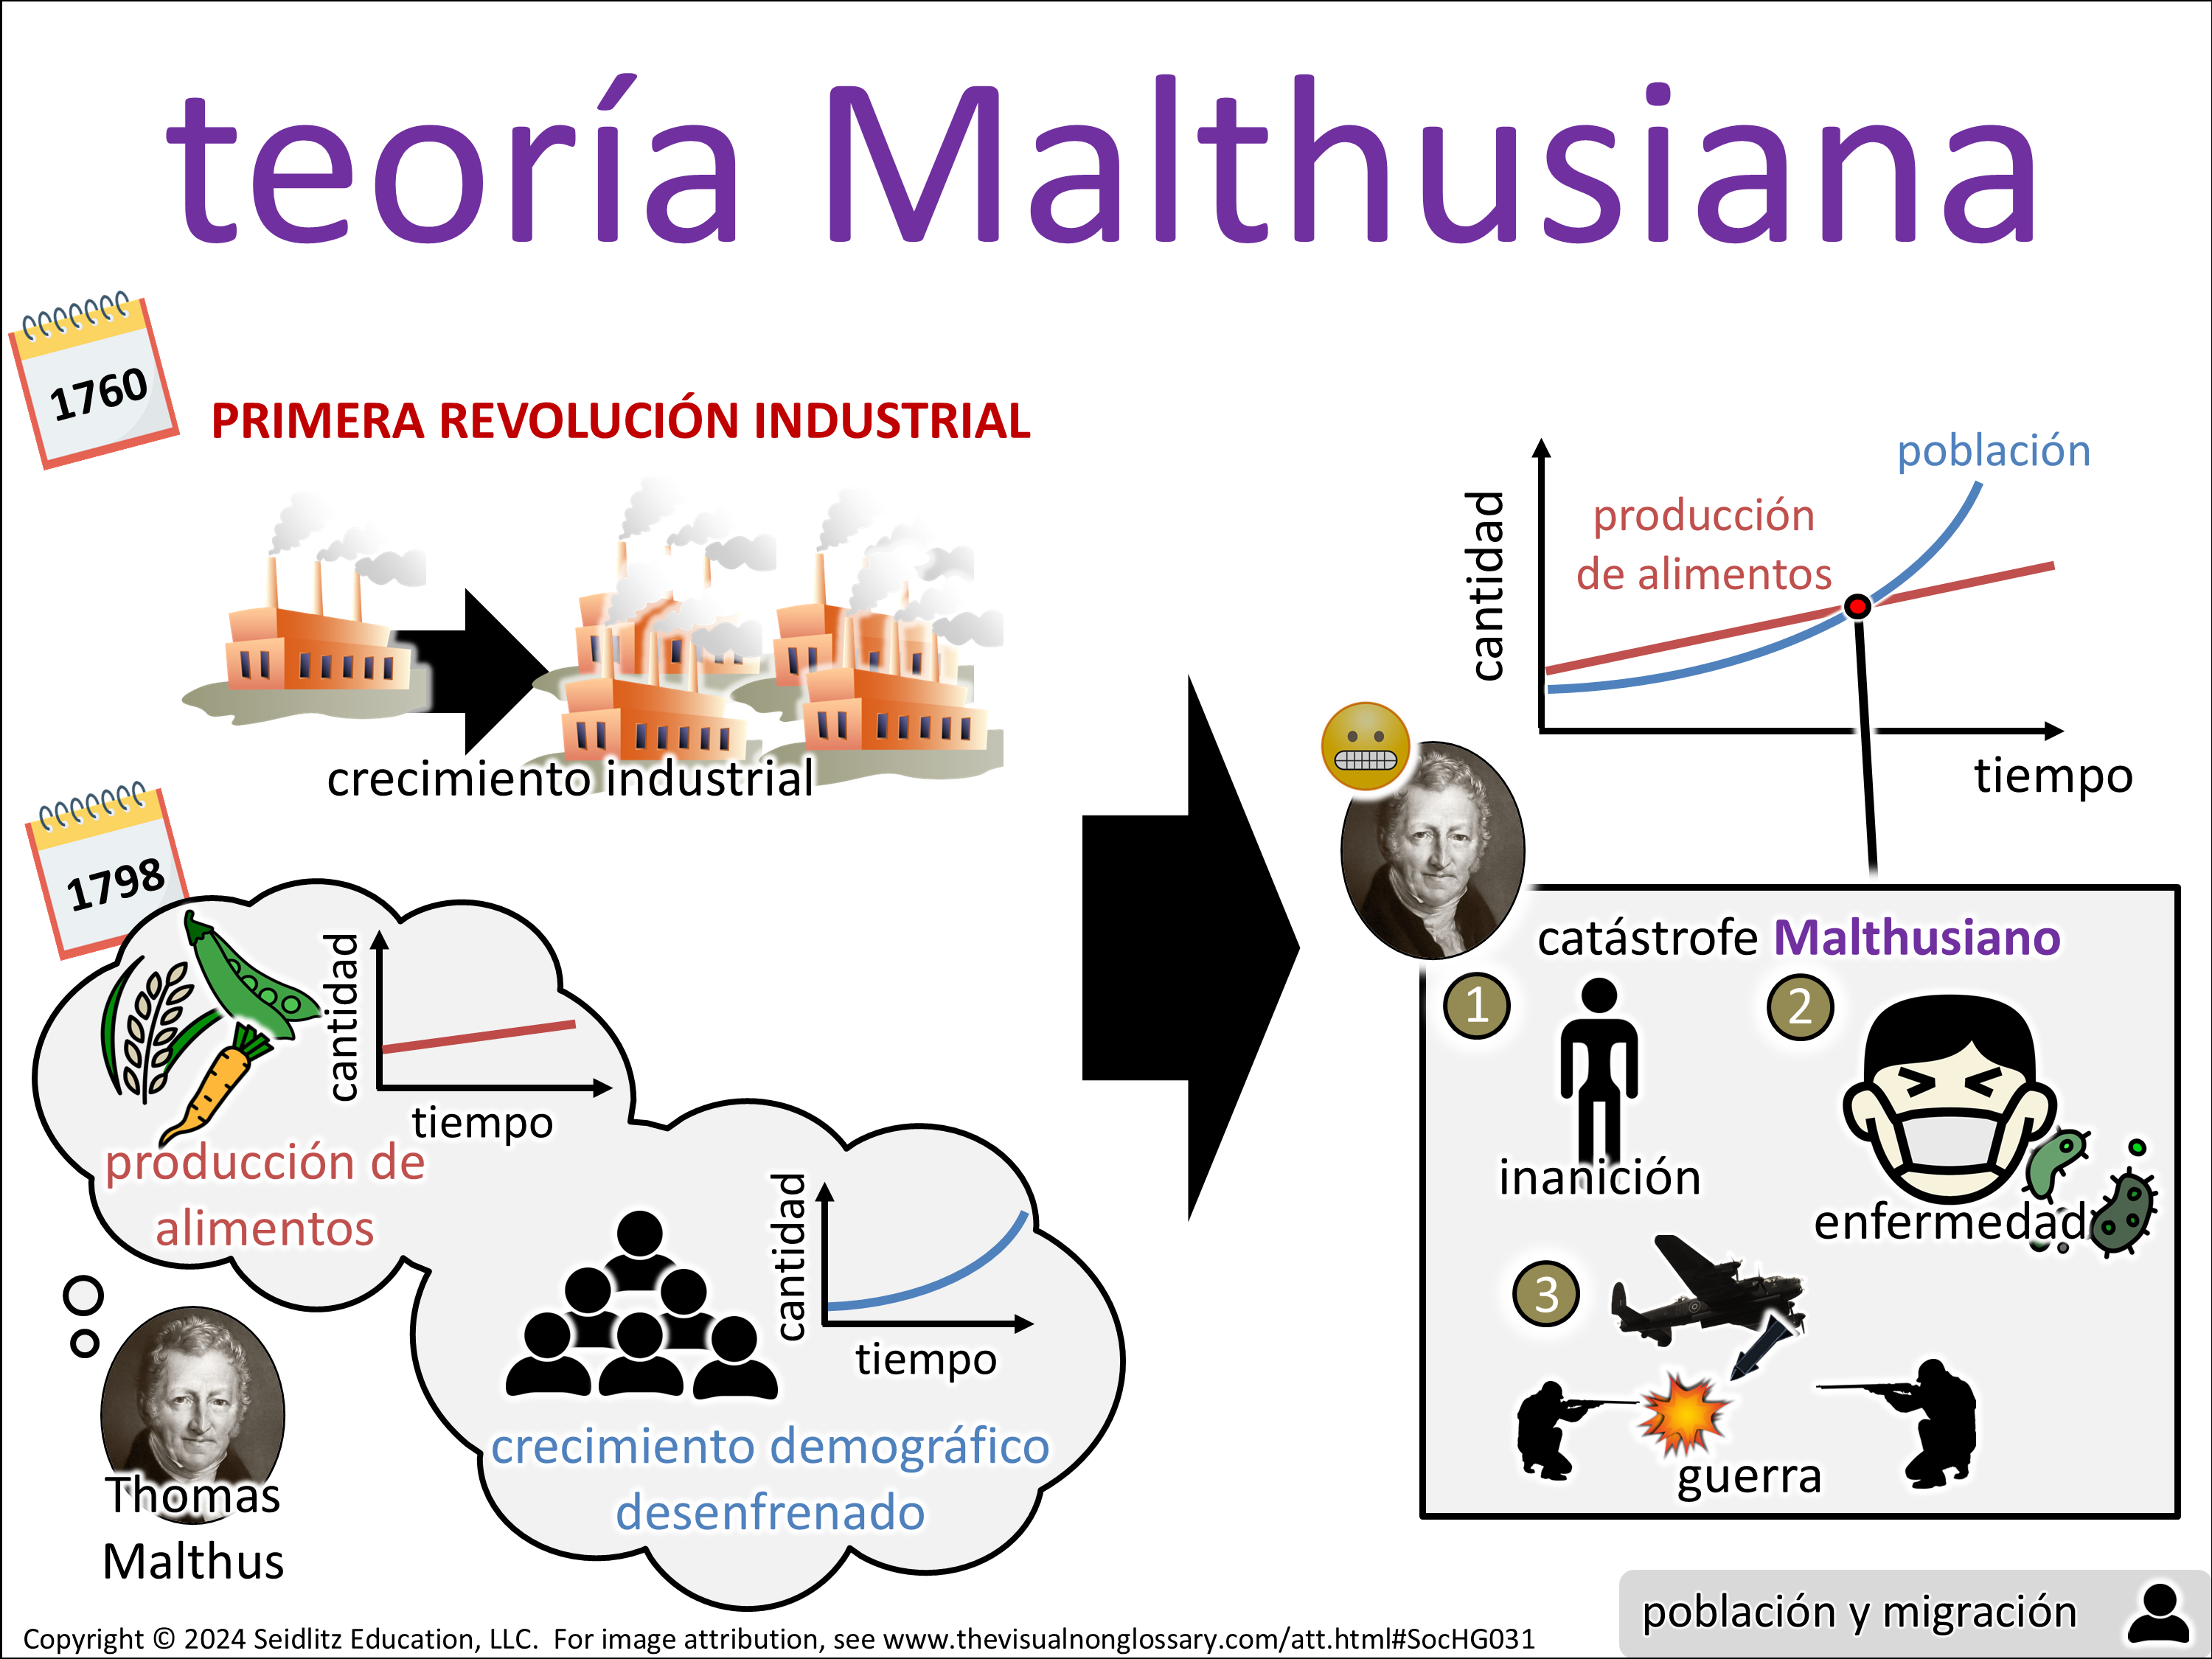 teoría Malthusiana
1760
PRIMERA REVOLUCIÓN INDUSTRIAL
crecimiento industrial
1798
cantidad
tiempo
producción de
alimentos
cantidad
tiempo
crecimiento demográfico
desenfrenado
Thomas
Malthus
población
producción
de alimentos
cantidad
tiempo
catástrofe Malthusiano
1
inanición
2
enfermedad
3
guerra
población y migración
Copyright © 2024 Seidlitz Education, LLC. For image attribution, see www.thevisualnonglossary.com/att.html#SocHG031